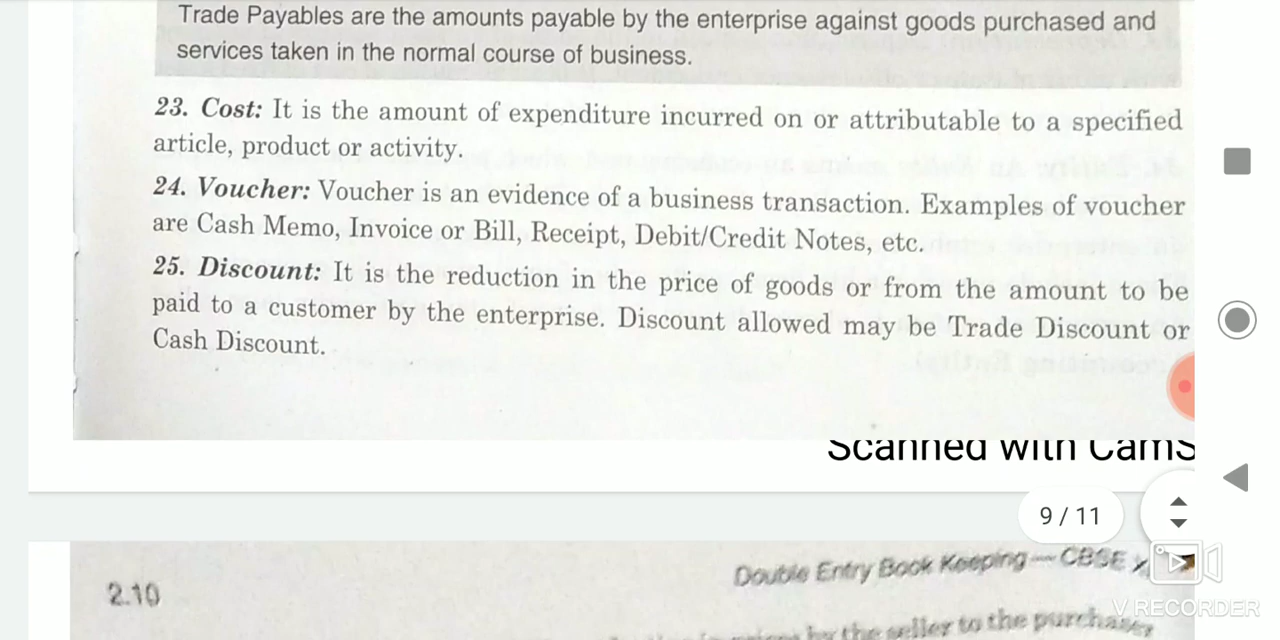 Trade Payables are the amounts payable by the enterprise against goods purchased and
services taken in the normal course of business.
23. Cost: It is the amount of expenditure incurred on or attributable to a specified
article, product or activity.
24. Voucher: Voucher is an evidence of a business transaction. Examples of voucher
are Cash Memo, Invoice or Bill, Receipt, Debit/Credit Notes, etc.
25. Discount: It is the reduction in the price of goods or from the amount to be
paid to a customer by the enterprise. Discount allowed may be Trade Discount or
Cash Discount.
Scanned with CamS
9 / 11
2.10
Double Entry Book Keeping—CBSE
V RECORDER
by the seller to the purchaser